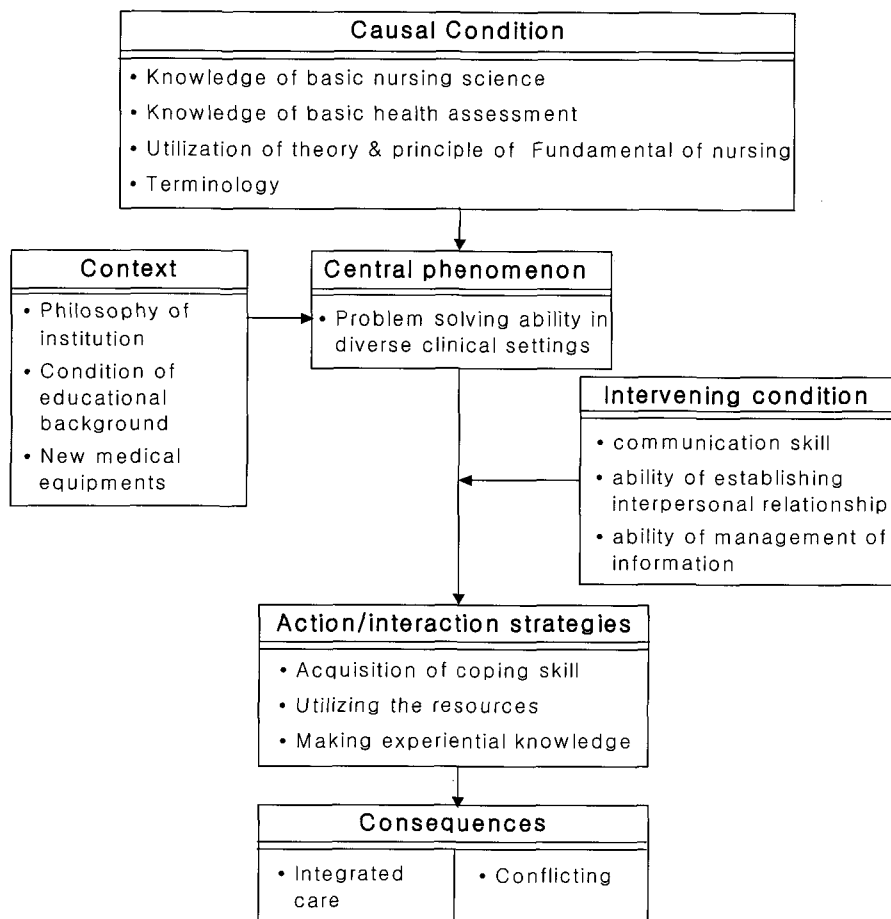 Causal Condition
• Knowledge of basic nursing science
• Knowledge of basic health assessment
• Utilization of theory & principle of Fundamental of nursing
• Terminology
Context
• Philosophy of
institution
• Condition of
educational
background
• New medical
equipments
Central phenomenon
• Problem solving ability in
diverse clinical settings
Intervening condition
• communication skill
• ability of establishing
interpersonal relationship
• ability of management of
information
Action/interaction strategies
• Acquisition of coping skill
• Utilizing the resources
• Making experiential knowledge
Consequences
• Integrated
care
• Conflicting